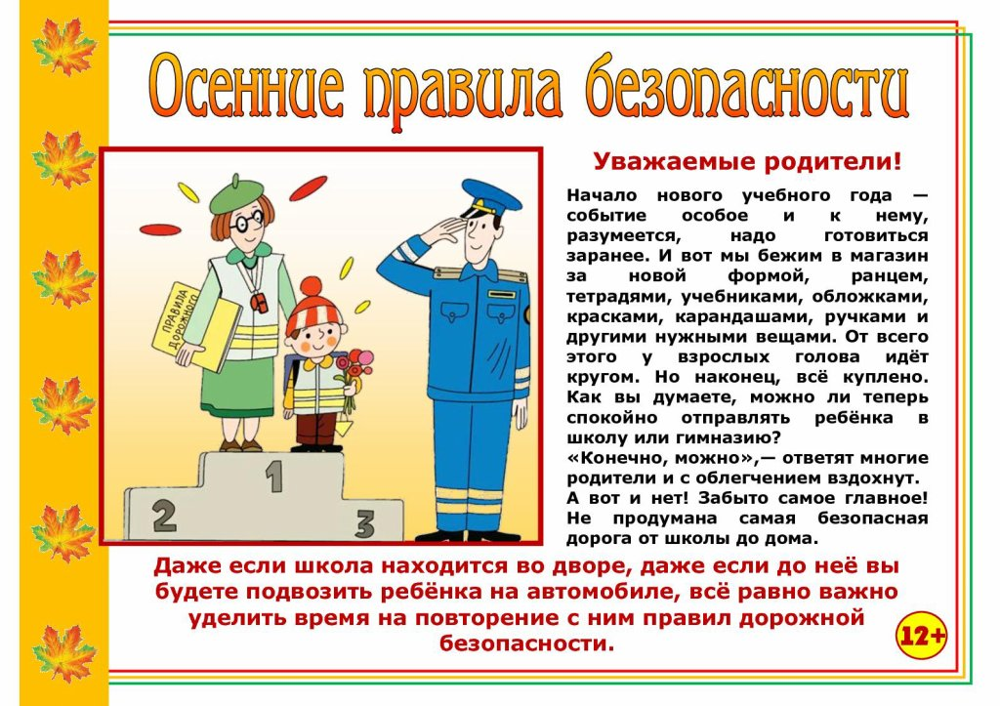 Осенние правила безопасности
ПРАВИЛА
ДОРОЖНОГО
1
2
3
Уважаемые родители!
Начало нового учебного года —
событие особое и к нему,
разумеется, надо готовиться
заранее. И вот мы бежим в магазин
за новой формой, ранцем,
тетрадями, учебниками, обложками,
красками, карандашами, ручками и
другими нужными вещами. От всего
этого у взрослых голова идёт
кругом. Но наконец, всё куплено.
Как вы думаете, можно ли теперь
спокойно отправлять ребёнка в
школу или гимназию?
«Конечно, можно»,— ответят многие
родители и с облегчением вздохнут.
А вот и нет! Забыто самое главное!
Не продумана самая безопасная
дорога от школы до дома.
Даже если школа находится во дворе, даже если до неё вы
будете подвозить ребёнка на автомобиле, всё равно важно
уделить время на повторение с ним правил дорожной
безопасности.
12+